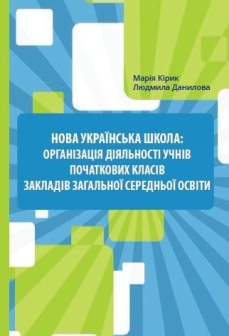 Марія Кірик
Людмила Данилова
НОВА УКРАЇНСЬКА ШКОЛА:
ОРГАНІЗАЦІЯ ДІЯЛЬНОСТІ УЧНІВ
ПОЧАТКОВИХ КЛАСІВ
ЗАКЛАДІВ ЗАГАЛЬНОЇ СЕРЕДНЬОЇ ОСВІТИ